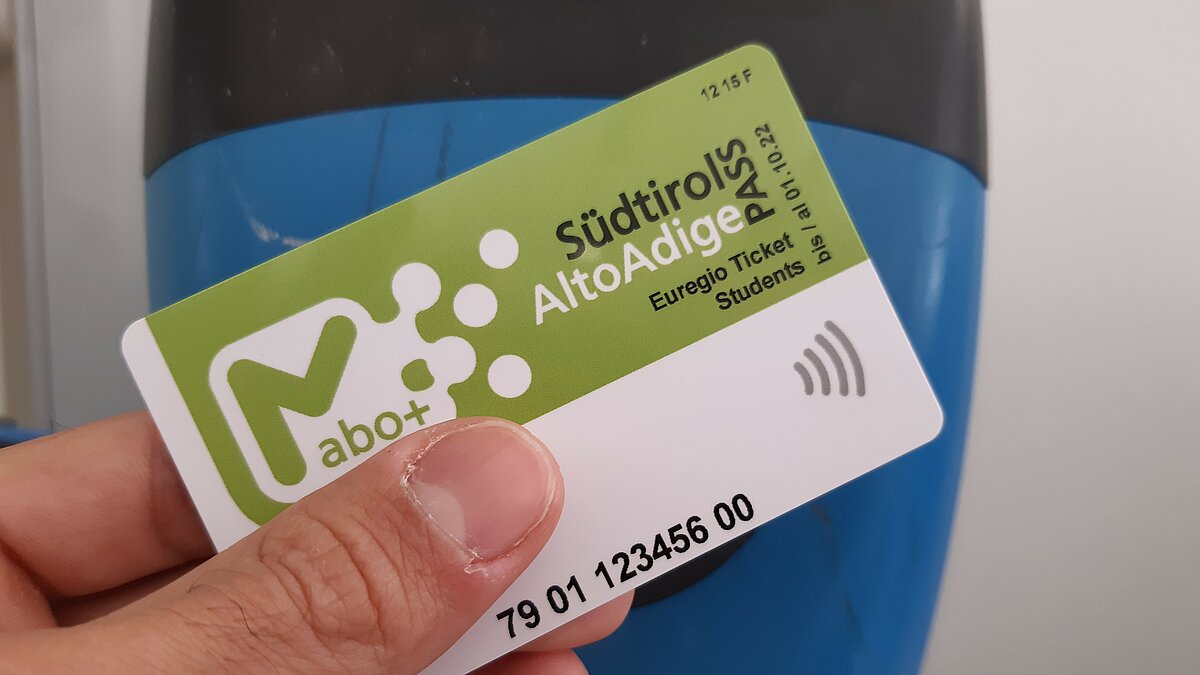 12 15 F
Südtirol
AltoAdige
PASS
bis / al 01.10.22
Euregio Ticket
Students
abo+
79 01 123456 00